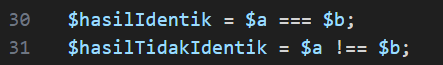 30 $hasilIdentik = $a === $b;
31 $hasilTidakIdentik = $a !== $b;